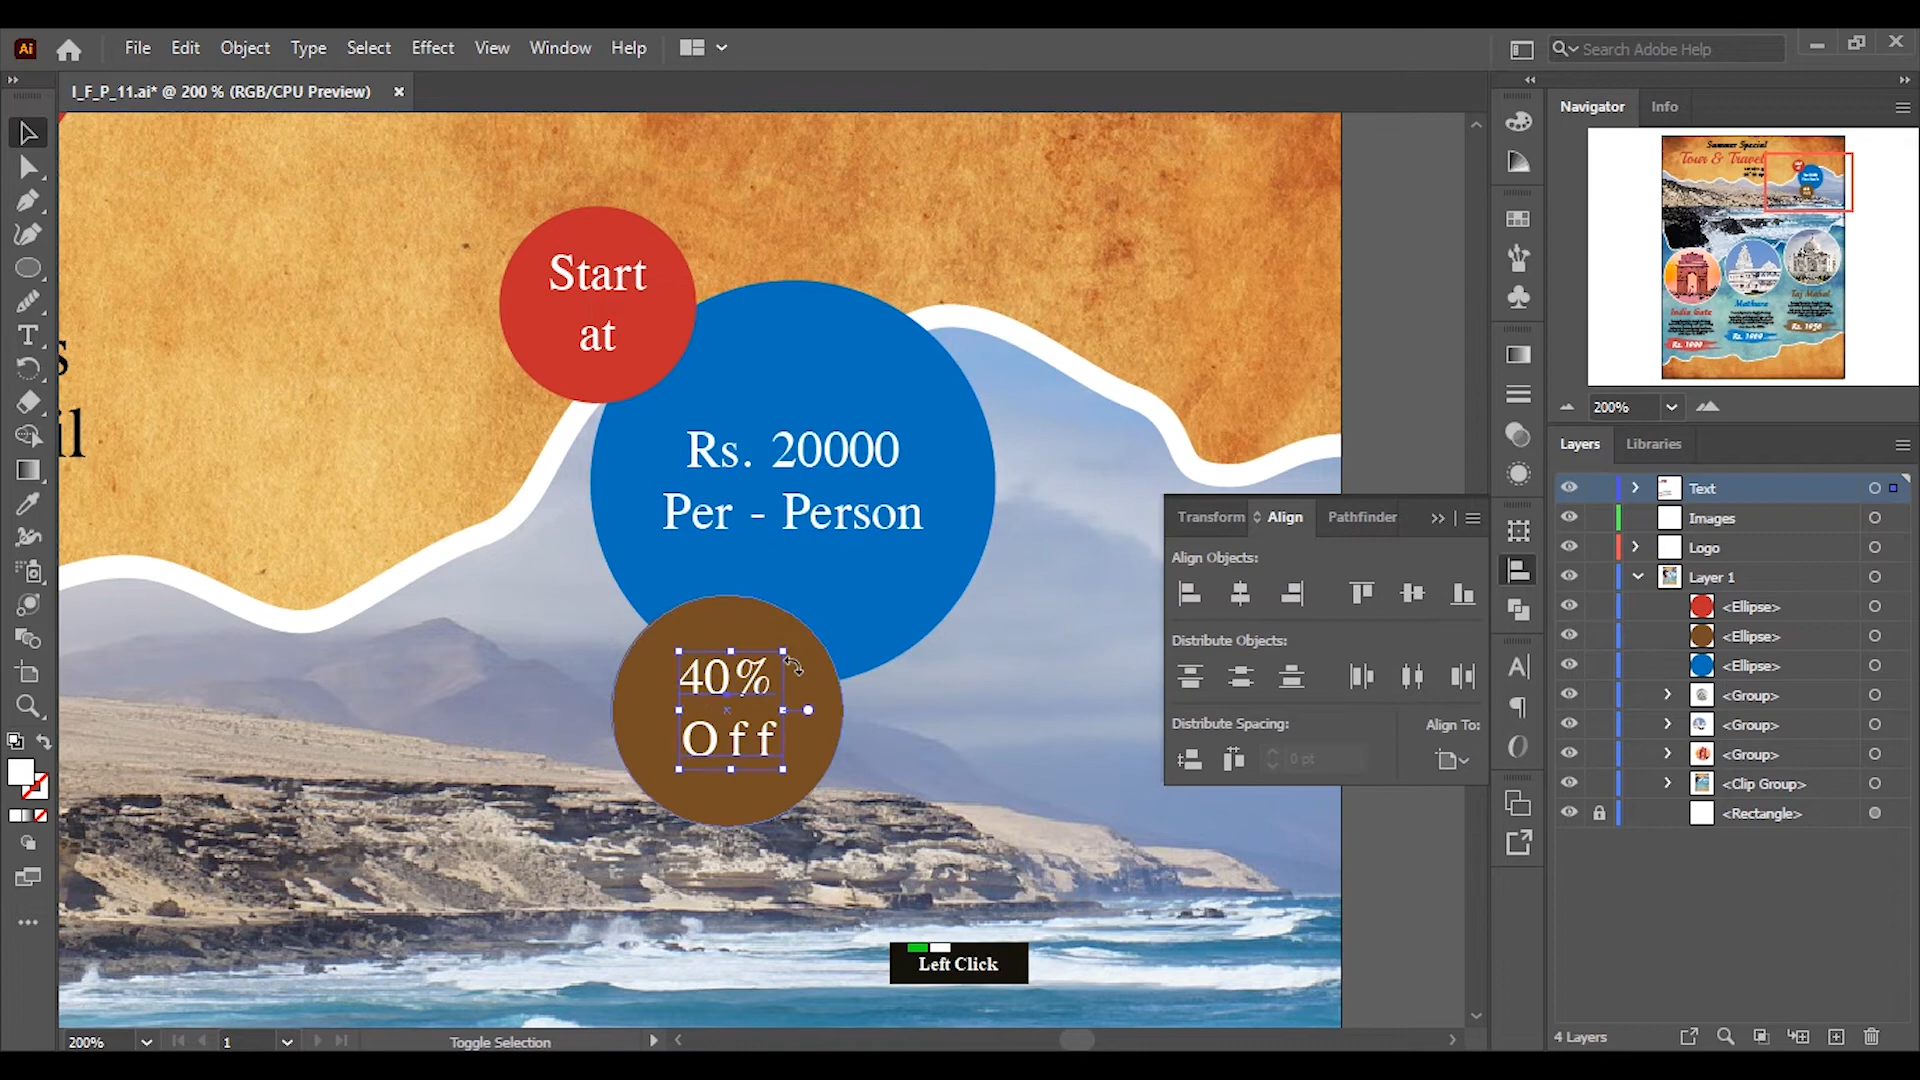 Ai File Edit Object Type Select Effect View Window Help Search Adobe Help
I_F_P_11.ai* @ 200 % (RGB/CPU Preview) ×
Navigator Info
Summer Special
Tour & Travel
India Gate
Mathura
Taj Mahal
Rs. 1000
Rs. 1000
Rs. 1050
200%
Start
at
s
il
Rs. 20000
Per - Person
40%
Off
Transform Align Pathfinder
Align Objects:
Distribute Objects:
Distribute Spacing: Align To:
0 pt
Layers Libraries
Text
Images
Logo
Layer 1
<Ellipse>
<Ellipse>
<Ellipse>
<Group>
<Group>
<Group>
<Clip Group>
<Rectangle>
Left Click
200% 1 Toggle Selection
4 Layers